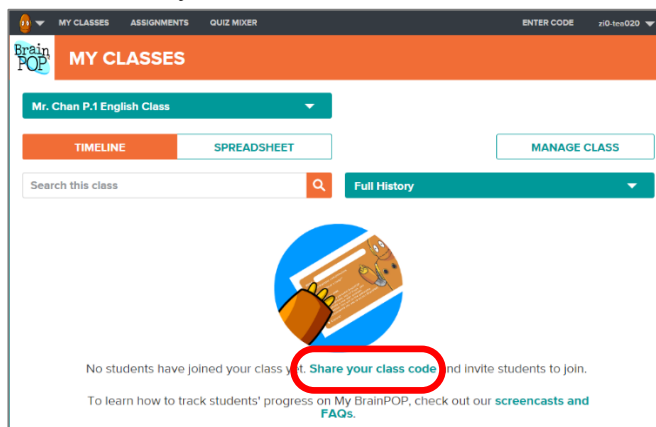 MY CLASSES ASSIGNMENTS QUIZ MIXER ENTER CODE zi0-tea020
Brain POP
MY CLASSES
Mr. Chan P.1 English Class
TIMELINE SPREADSHEET MANAGE CLASS
Search this class Full History
No students have joined your class yet. Share your class code and invite students to join.
To learn how to track students' progress on My BrainPOP, check out our screencasts and
FAQs.